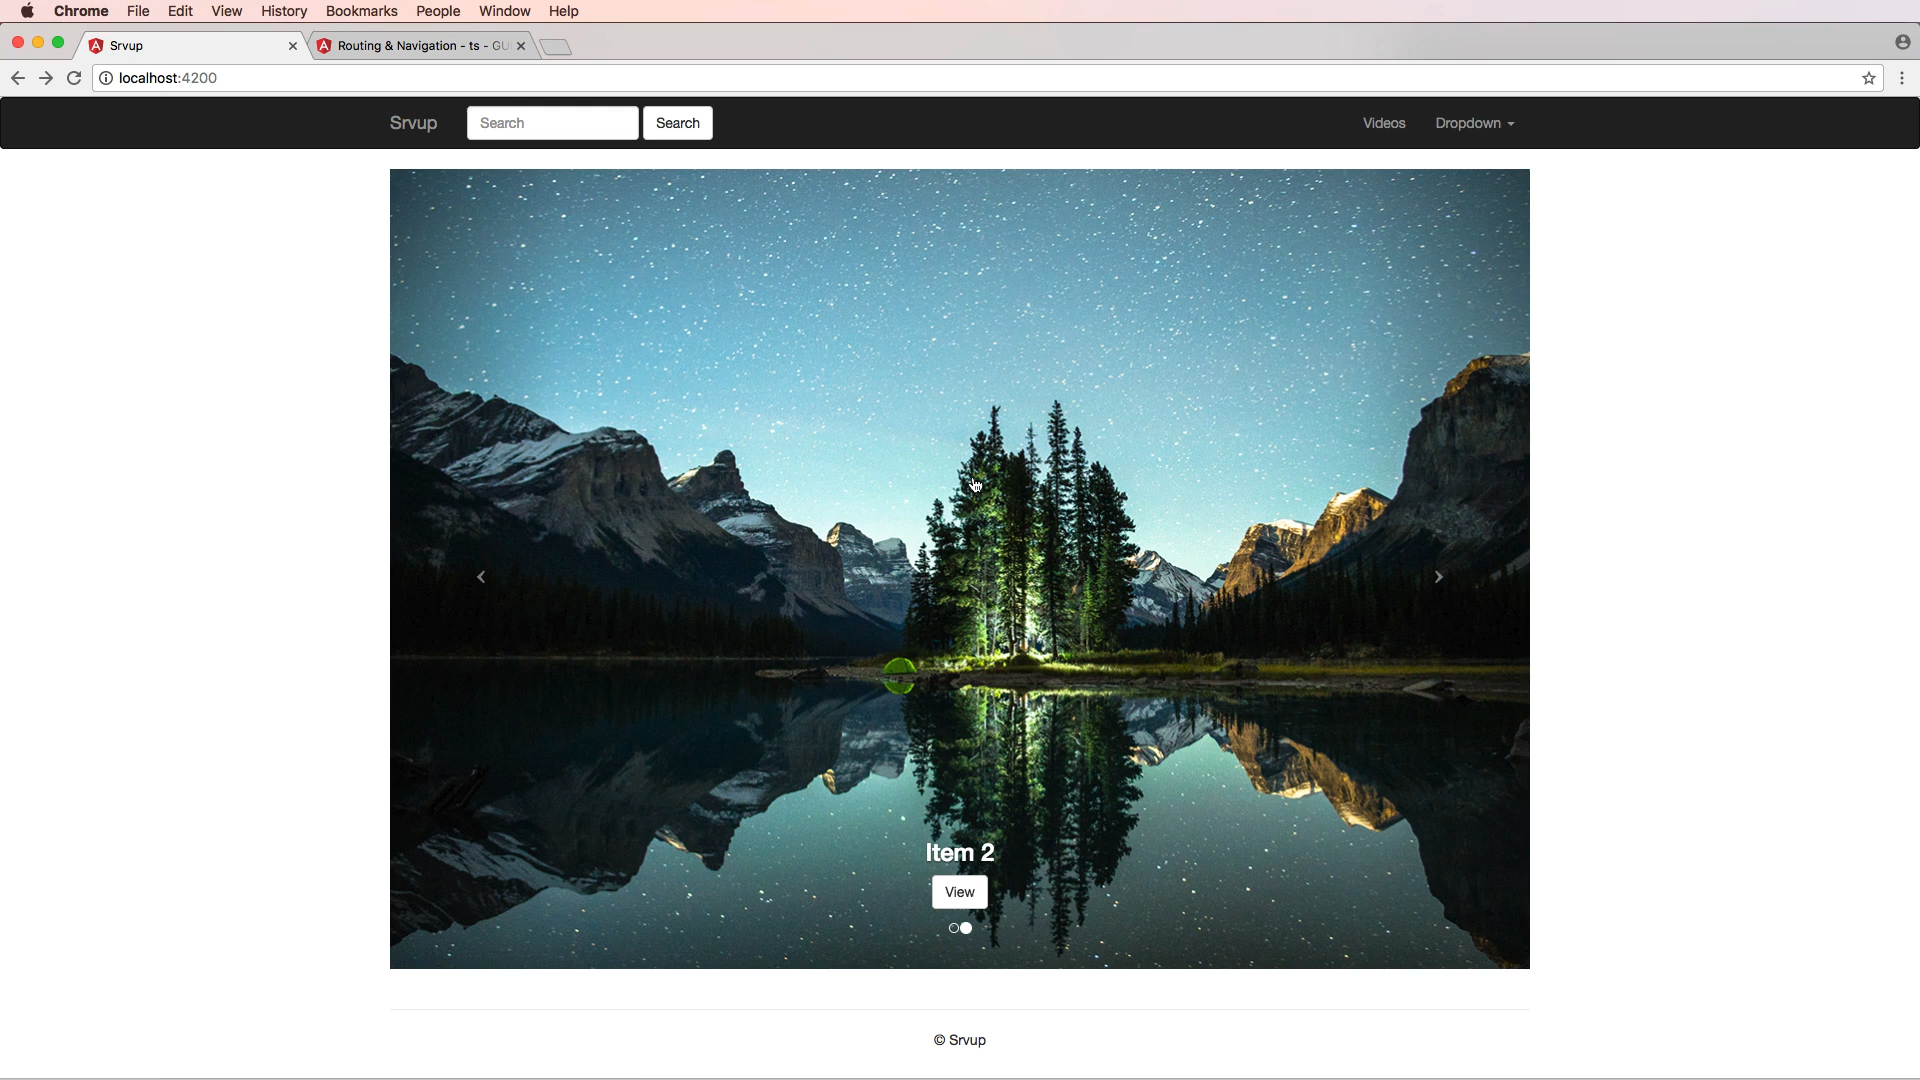 Chrome File Edit View History Bookmarks People Window Help
Srvup
Routing & Navigation - ts - GU
localhost:4200
Srvup Search Search Videos Dropdown
Item 2
View
© Srvup